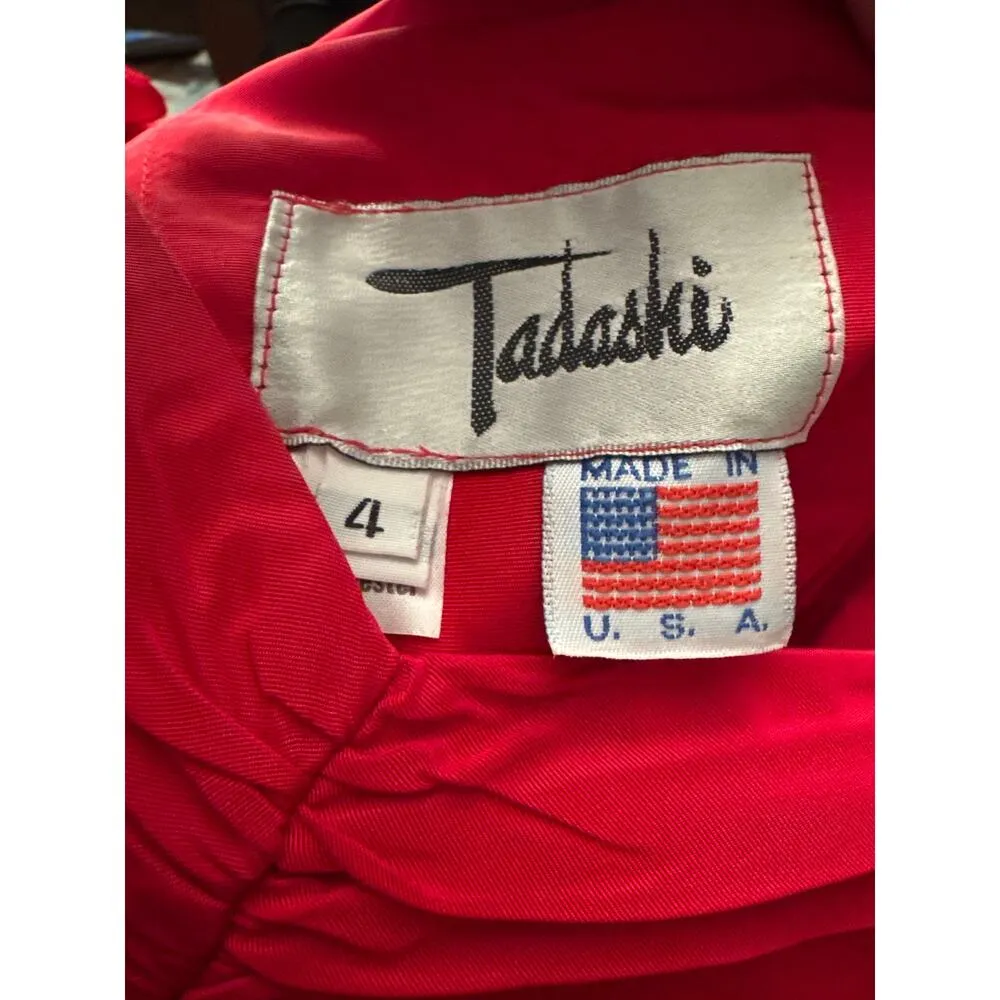 Tadashi
4
MADE IN
U. S. A.